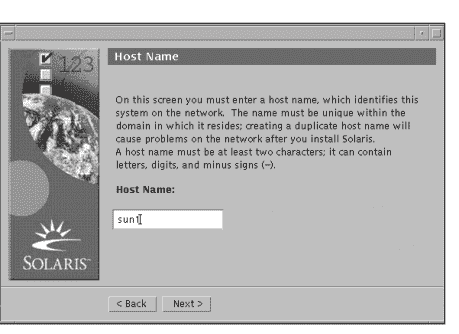 Host Name
123
On this screen you must enter a host name, which identifies this
system on the network. The name must be unique within the
domain in which it resides; creating a duplicate host name will
cause problems on the network after you install Solaris.
A host name must be at least two characters; it can contain
letters, digits, and minus signs (-).
Host Name:
sun1
SOLARIS™
< Back Next >